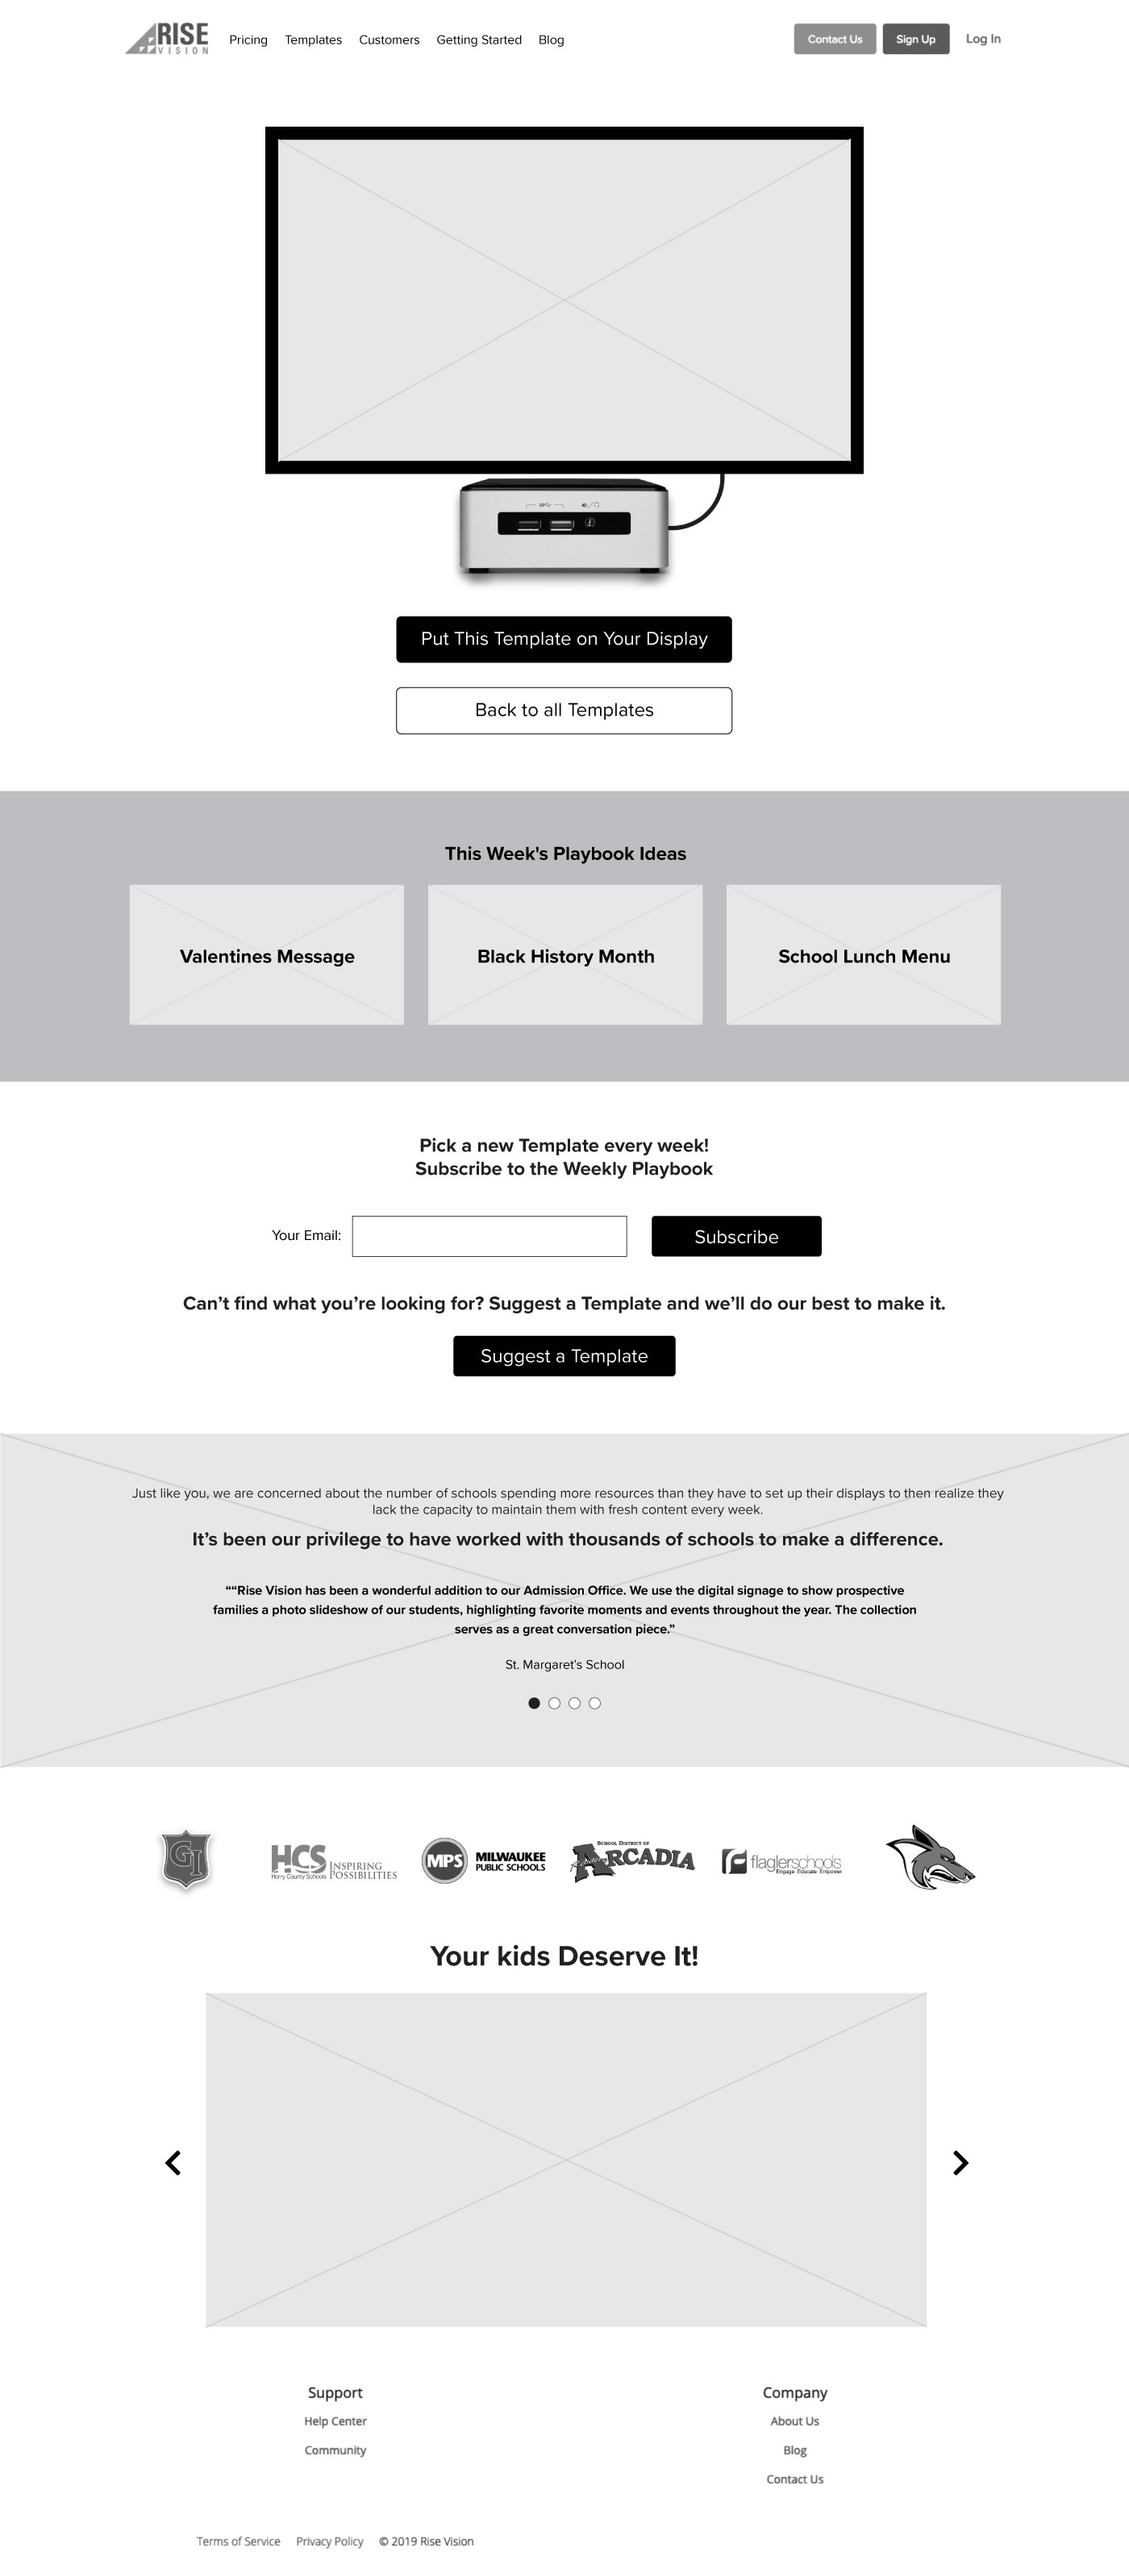 RISE
VISION
Pricing Templates Customers Getting Started Blog
Contact Us Sign Up Log In
Put This Template on Your Display
Back to all Templates
This Week's Playbook Ideas
Valentines Message
Black History Month
School Lunch Menu
Pick a new Template every week!
Subscribe to the Weekly Playbook
Your Email:
Subscribe
Can’t find what you’re looking for? Suggest a Template and we’ll do our best to make it.
Suggest a Template
Just like you, we are concerned about the number of schools spending more resources than they have to set up their displays to then realize they
lack the capacity to maintain them with fresh content every week.
It’s been our privilege to have worked with thousands of schools to make a difference.
““Rise Vision has been a wonderful addition to our Admission Office. We use the digital signage to show prospective
families a photo slideshow of our students, highlighting favorite moments and events throughout the year. The collection
serves as a great conversation piece.”
St. Margaret's School
GI
HCS
Horry County Schools
INSPIRING
POSSIBILITIES
MPS
MILWAUKEE
PUBLIC SCHOOLS
SCHOOL DISTRICT OF
ARCADIA
flaglerschools
Engage. Educate. Empower.
Your kids Deserve It!
Support
Help Center
Community
Company
About Us
Blog
Contact Us
Terms of Service Privacy Policy © 2019 Rise Vision